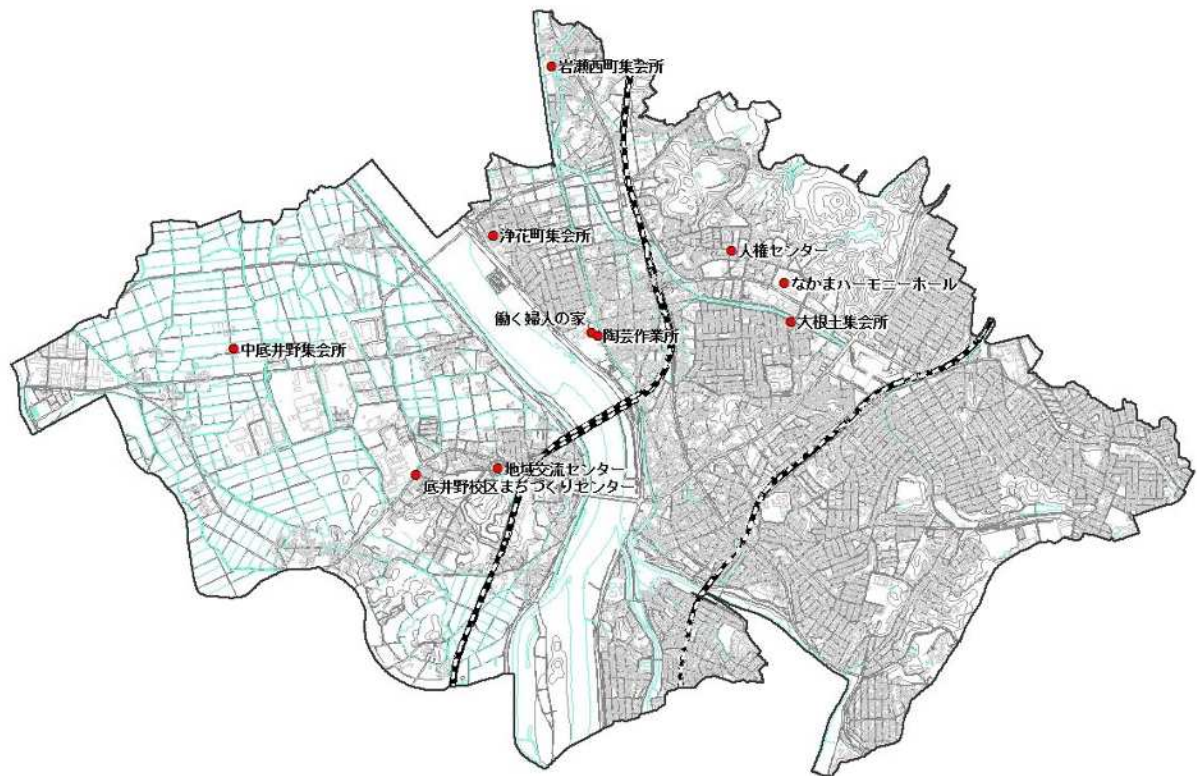 岩瀬西町集会所
浄花町集会所
人権センター
なかまハーモニーホール
働く婦人の家
大根土集会所
陶芸作業所
中底井野集会所
地域交流センター
底井野校区まちづくりセンター